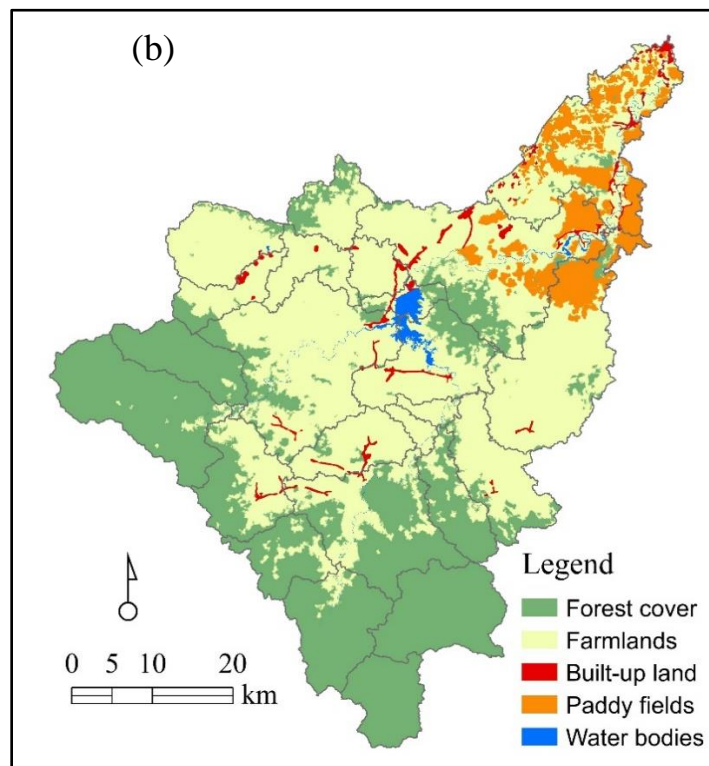 (b)
Legend
Forest cover
Farmlands
Built-up land
Paddy fields
Water bodies
0 5 10 20
km